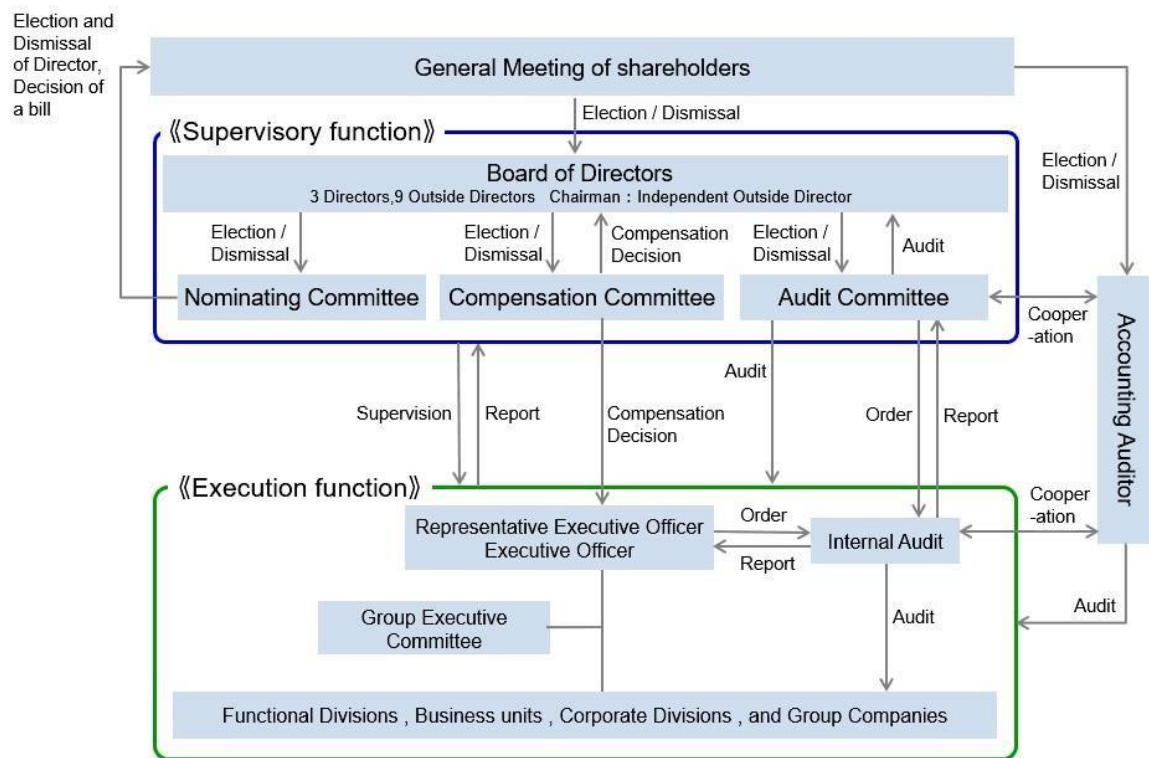 Election and
Dismissal
of Director,
Decision of
a bill
General Meeting of shareholders
Election / Dismissal
Election /
Dismissal
《Supervisory function》
Board of Directors
3 Directors,9 Outside Directors Chairman : Independent Outside Director
Election /
Dismissal
Election /
Dismissal
Compensation
Decision
Election /
Dismissal
Audit
Nominating Committee
Compensation Committee
Audit Committee
Cooper
-ation
Accounting Auditor
Supervision
Report
Compensation
Decision
Audit
Order
Report
《Execution function》
Representative Executive Officer
Executive Officer
Order
Report
Internal Audit
Cooper
-ation
Audit
Group Executive
Committee
Audit
Functional Divisions , Business units , Corporate Divisions , and Group Companies